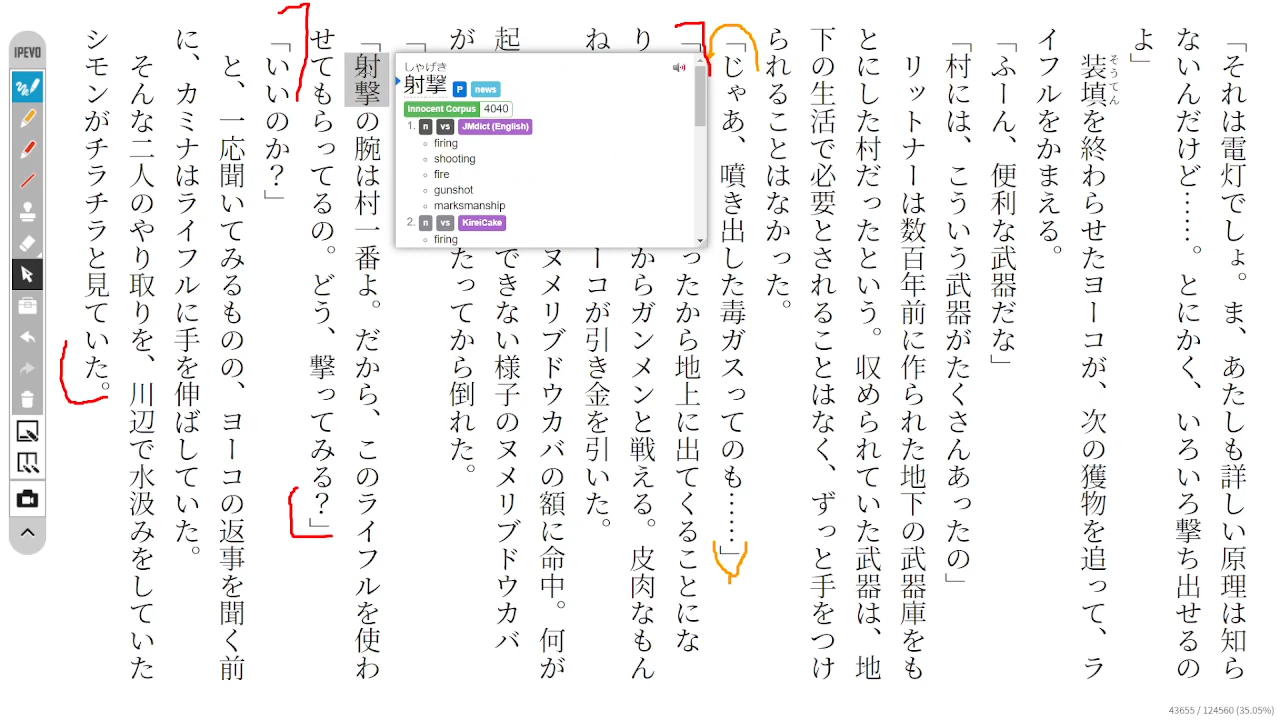 「それは電灯でしょ。ま、あたしも詳しい原理は知ら
ないんだけど……。とにかく、いろいろ撃ち出せるの
よ」
そうてん
装填を終わらせたヨーコが、次の獲物を追って、ラ
イフルをかまえる。
「ふーん、便利な武器だな」
「村には、こういう武器がたくさんあったの」
リットナーは数百年前に作られた地下の武器庫をも
とにした村だったという。収められていた武器は、地
下の生活で必要とされることはなく、ずっと手をつけ
られることはなかった。
「じゃあ、噴き出した毒ガスってのも……」
「 ったから地上に出てくることにな
り からガンメンと戦える。皮肉なもん
ね ーコが引き金を引いた。
ヌメリブドウカバの額に命中。何が
起 できない様子のヌメリブドウカバ
が たってから倒れた。
「
「射撃の腕は村一番よ。だから、このライフルを使わ
せてもらってるの。どう、撃ってみる？」
「いいのか？」
と、一応聞いてみるものの、ヨーコの返事を聞く前
に、カミナはライフルに手を伸ばしていた。
そんな二人のやり取りを、川辺で水汲みをしていた
シモンがチラチラと見ていた。
しゃげき
射撃 P news
Innocent Corpus 4040
1. n vs JMdict (English)
firing
shooting
fire
gunshot
marksmanship
2. n vs KireiCake
firing
IPEVO
43655 / 124560 (35.05%)